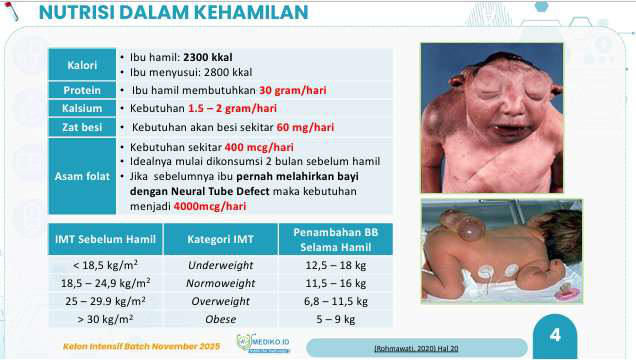 NUTRISI DALAM KEHAMILAN
Kalori
• Ibu hamil: 2300 kkal
• Ibu menyusui: 2800 kkal
Protein
• Ibu hamil membutuhkan 30 gram/hari
Kalsium
• Kebutuhan 1.5 – 2 gram/hari
Zat besi
• Kebutuhan akan besi sekitar 60 mg/hari
Asam folat
• Kebutuhan sekitar 400 mcg/hari
• Idealnya mulai dikonsumsi 2 bulan sebelum hamil
• Jika sebelumnya ibu pernah melahirkan bayi
dengan Neural Tube Defect maka kebutuhan
menjadi 4000mcg/hari
IMT Sebelum Hamil Kategori IMT Penambahan BB
Selama Hamil
< 18,5 kg/m² Underweight 12,5 – 18 kg
18,5 – 24,9 kg/m² Normoweight 11,5 – 16 kg
25 – 29.9 kg/m² Overweight 6,8 – 11,5 kg
> 30 kg/m² Obese 5 – 9 kg
4
Kelon Intensif Batch November 2025
MEDIKO.ID
(Rohmawati, 2020) Hal 20